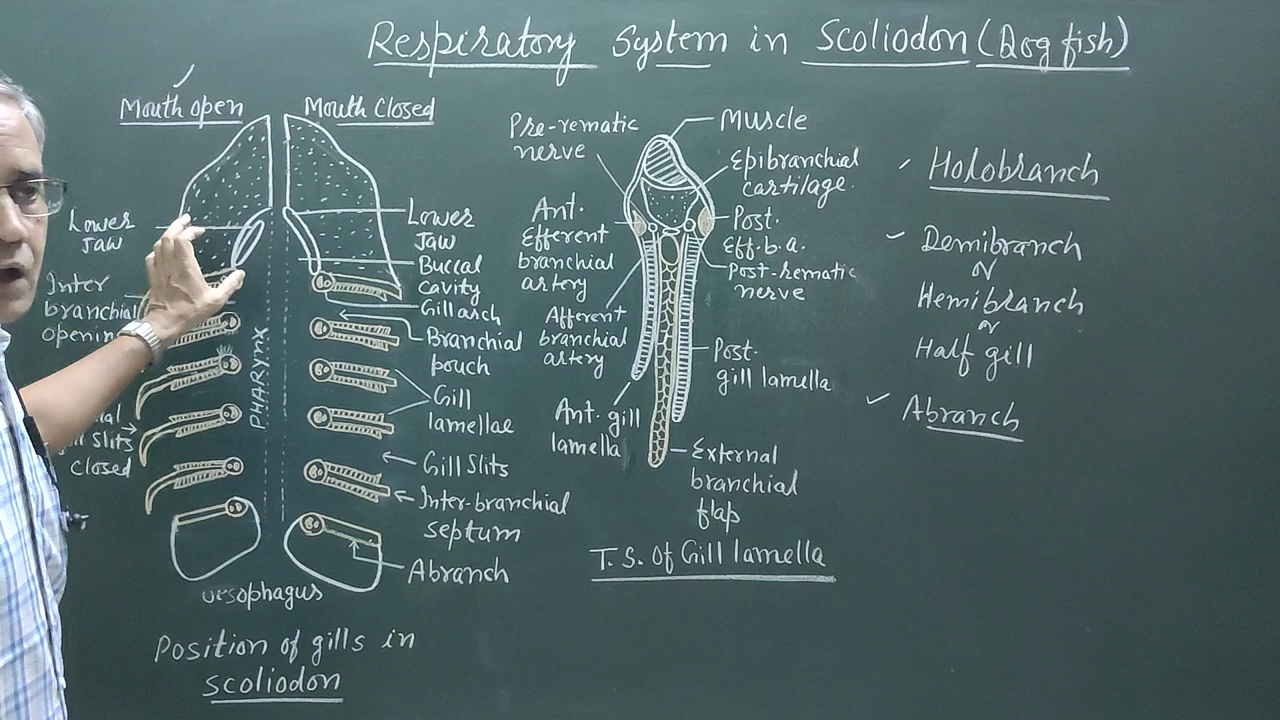 Respiratory System in Scoliodon (Dog fish)
Mouth open
Mouth Closed
Lower
Jaw
Inter
branchial
opening
Slits
closed
PHARYNX
Lower
Jaw
Buccal
cavity
Gill arch
Branchial
pouch
Gill
lamellae
Gill Slits
Inter-branchial
septum
Abranch
oesophagus
Position of gills in
scoliodon
Pre-rematic
nerve
Muscle
Epibranchial
cartilage.
Ant.
Efferent
branchial
artery
Post.
Eff.b.a.
Post-rematic
nerve
Afferent
branchial
artery
Post.
gill lamella
Ant. gill
lamella
External
branchial
flap
T.S. Of Gill lamella
Holobranch
Demibranch
or
Hemibranch
or
Half gill
Abranch